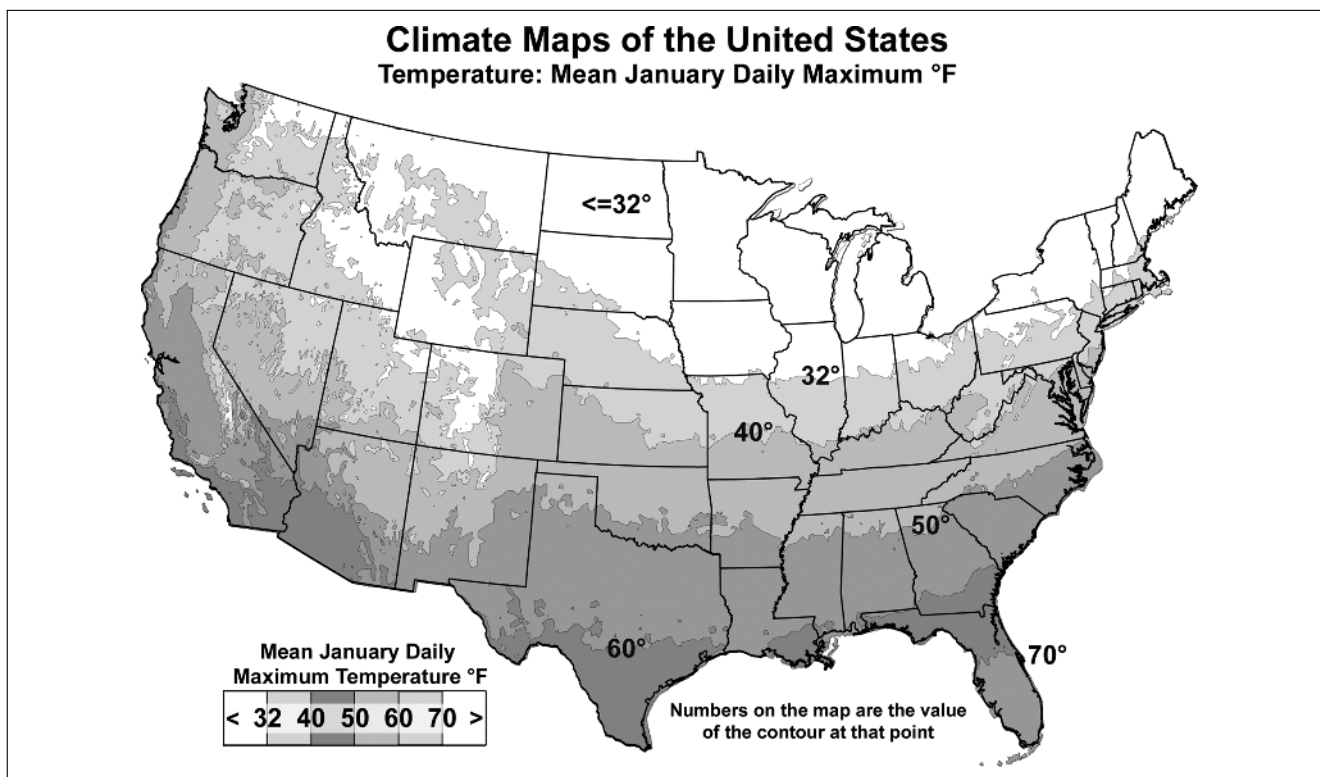 Climate Maps of the United States
Temperature: Mean January Daily Maximum °F
<=32°
32°
40°
50°
60°
70°
Mean January Daily
Maximum Temperature °F
< 32 40 50 60 70 >
Numbers on the map are the value
of the contour at that point